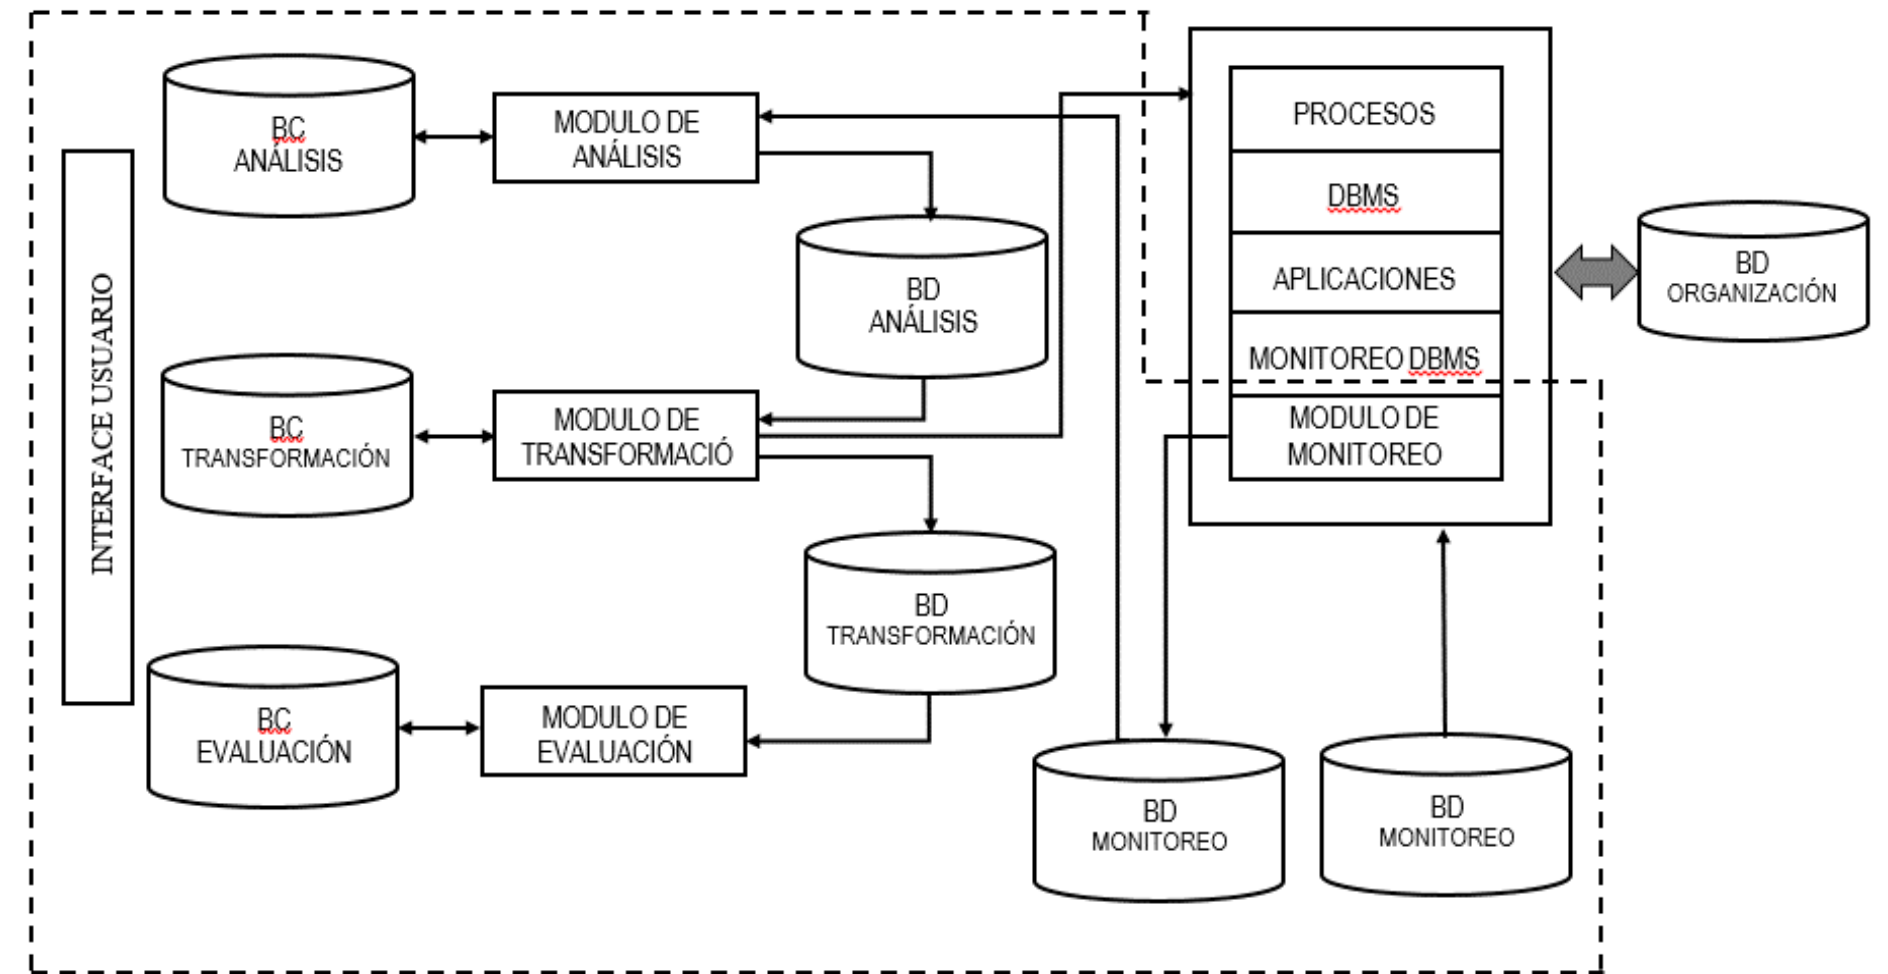 INTERFACE USUARIO
BC
ANÁLISIS
MODULO DE
ANÁLISIS
BD
ANÁLISIS
BC
TRANSFORMACIÓN
MODULO DE
TRANSFORMACIÓ
BD
TRANSFORMACIÓN
BC
EVALUACIÓN
MODULO DE
EVALUACIÓN
PROCESOS
DBMS
APLICACIONES
MONITOREO DBMS
MODULO DE
MONITOREO
BD
ORGANIZACIÓN
BD
MONITOREO
BD
MONITOREO